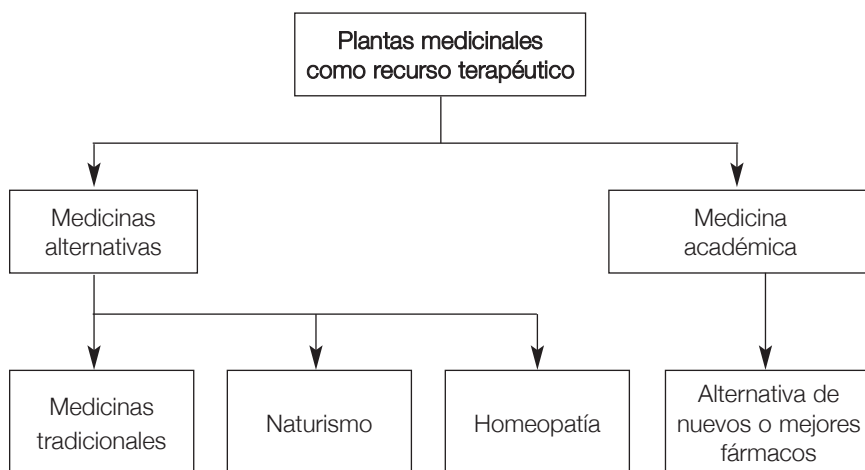 Plantas medicinales
como recurso terapéutico
Medicinas
alternativas
Medicina
académica
Medicinas
tradicionales
Naturismo
Homeopatía
Alternativa de
nuevos o mejores
fármacos